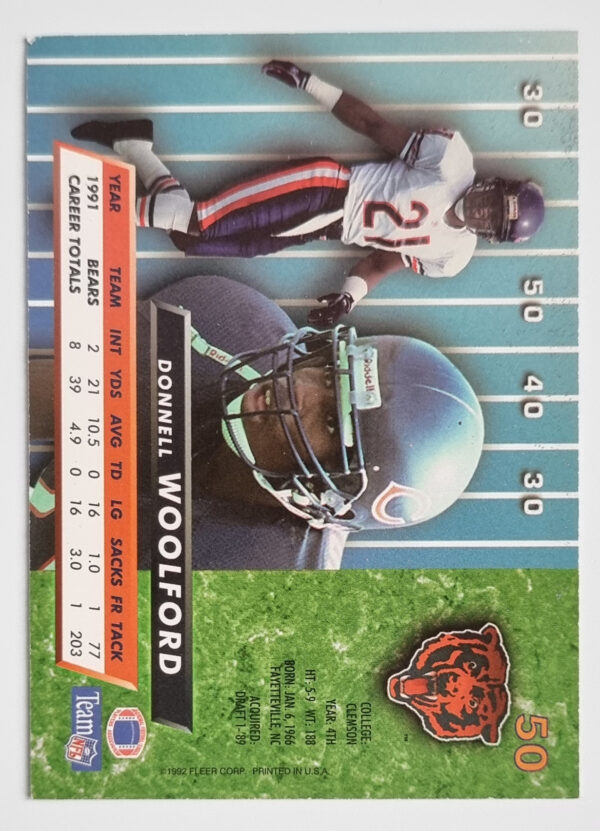 30 50 40 30 50
21
Riddell
C
COLLEGE:
CLEMSON
YEAR: 4TH
HT: 5-9 WT: 188
BORN: JAN. 6, 1966
FAYETTEVILLE, NC
ACQUIRED:
DRAFT 1-'89
DONNELL WOOLFORD
YEAR TEAM INT YDS AVG TD LG SACKS FR TACK
1991 BEARS 2 21 10.5 0 16 1.0 1 77
CAREER TOTALS 8 39 4.9 0 16 3.0 1 203
Team NFL
©1992 FLEER CORP. PRINTED IN U.S.A.